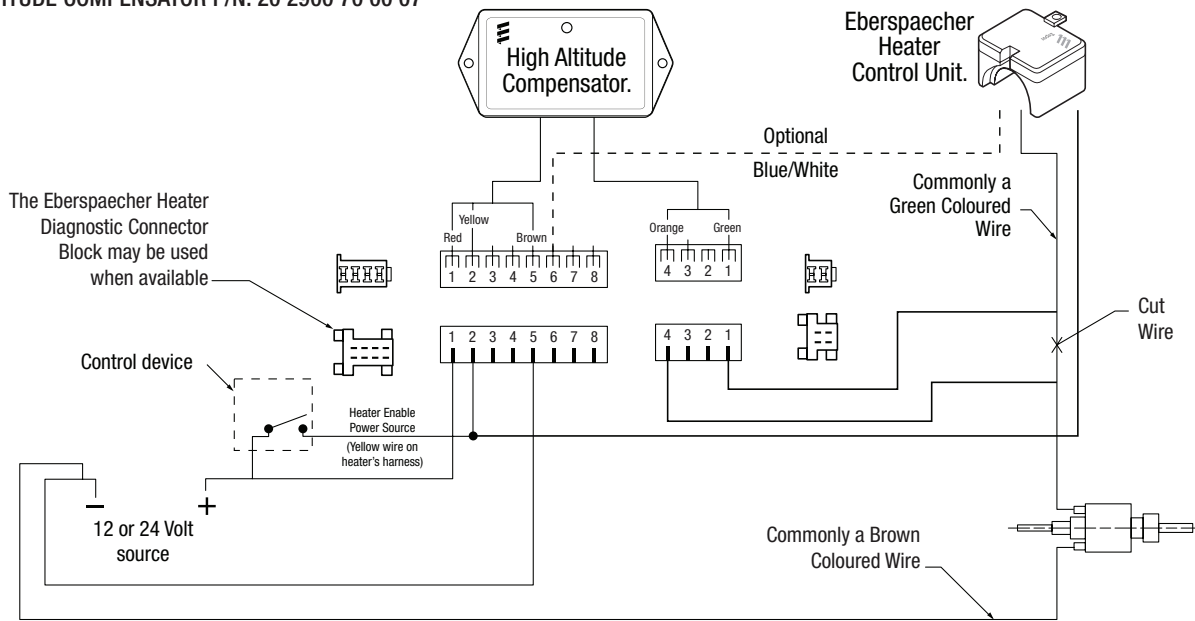 High Altitude
Compensator.
Eberspaecher
Heater
Control Unit.
Optional
Blue/White
Commonly a
Green Coloured
Wire
The Eberspaecher Heater
Diagnostic Connector
Block may be used
when available
Yellow
Red
Brown
Orange
Green
1 2 3 4 5 6 7 8
4 3 2 1
Cut
Wire
1 2 3 4 5 6 7 8
4 3 2 1
Control device
Heater Enable
Power Source
(Yellow wire on
heater's harness)
− +
12 or 24 Volt
source
Commonly a Brown
Coloured Wire